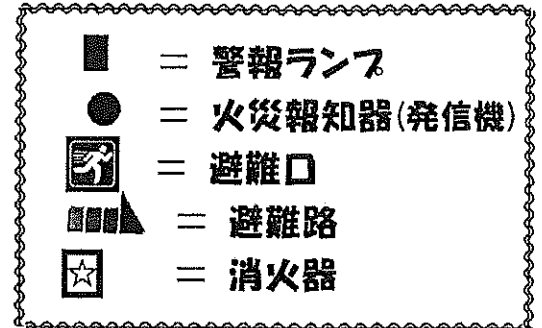 ■ = 警報ランプ
● = 火災報知器(発信機)
= 避難口
= 避難路
☆ = 消火器